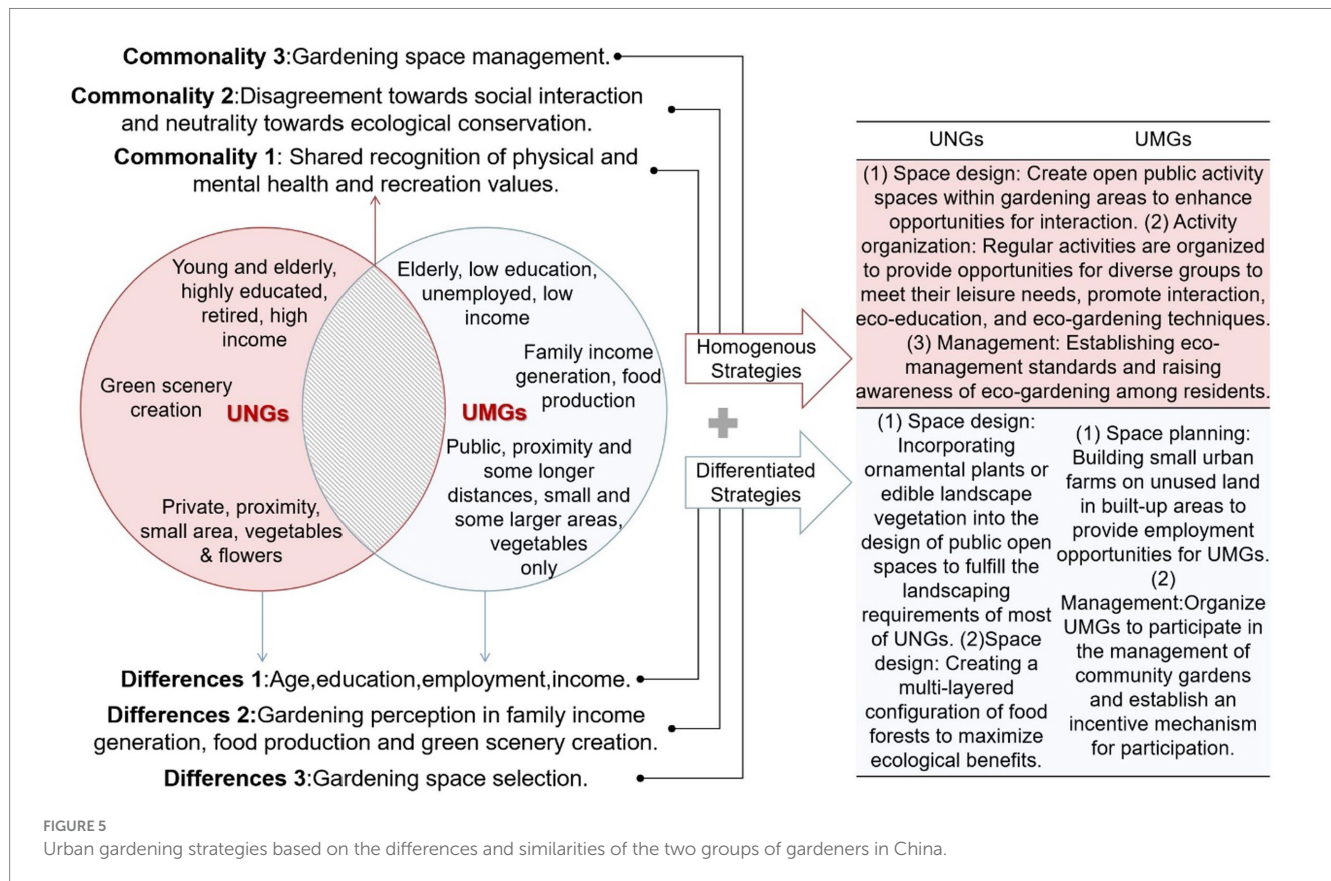 Commonality 3:Gardening space management.
Commonality 2:Disagreement towards social interaction
and neutrality towards ecological conservation.
Commonality 1: Shared recognition of physical and
mental health and recreation values.
Young and elderly,
highly educated,
retired, high
income
Green scenery
creation
UNGs
Private, proximity,
small area, vegetables
& flowers
Elderly, low education,
unemployed, low
income
Family income
generation, food
production
UMGs
Public, proximity and
some longer
distances, small and
some larger areas,
vegetables
only
Differences 1:Age,education,employment,income.
Differences 2:Gardening perception in family income
generation, food production and green scenery creation.
Differences 3:Gardening space selection.
Homogenous
Strategies
Differentiated
Strategies
UNGs
UMGs
(1) Space design: Create open public activity
spaces within gardening areas to enhance
opportunities for interaction. (2) Activity
organization: Regular activities are organized
to provide opportunities for diverse groups to
meet their leisure needs, promote interaction,
eco-education, and eco-gardening techniques.
(3) Management: Establishing eco-
management standards and raising
awareness of eco-gardening among residents.
(1) Space design:
Incorporating
ornamental plants or
edible landscape
vegetation into the
design of public open
spaces to fulfill the
landscaping
requirements of most
of UNGs. (2)Space
design: Creating a
multi-layered
configuration of food
forests to maximize
ecological benefits.
(1) Space planning:
Building small urban
farms on unused land
in built-up areas to
provide employment
opportunities for UMGs.
(2)
Management:Organize
UMGs to participate in
the management of
community gardens
and establish an
incentive mechanism
for participation.
FIGURE 5
Urban gardening strategies based on the differences and similarities of the two groups of gardeners in China.